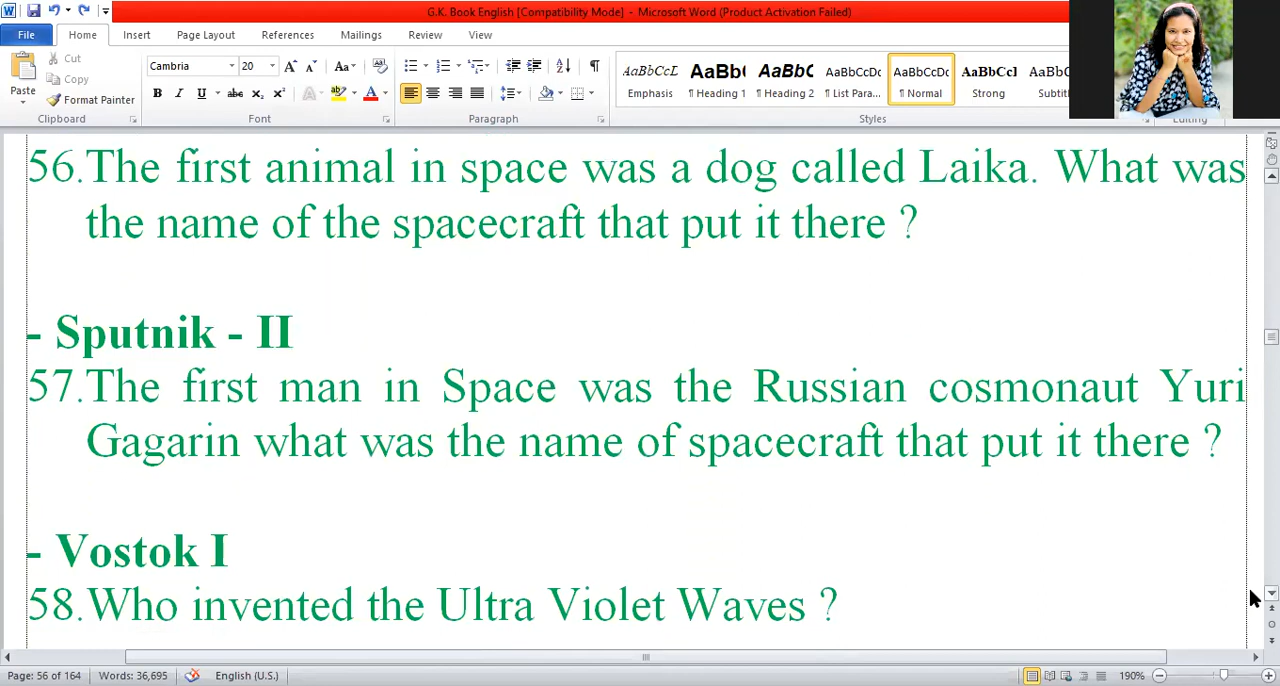 G.K. Book English [Compatibility Mode] - Microsoft Word (Product Activation Failed)
File Home Insert Page Layout References Mailings Review View
Cut
Copy
Paste
Format Painter
Cambria 20
AaBbCcL AaBbC AaBbC AaBbCcDc AaBbCcDc AaBbCcI
Emphasis ¶ Heading 1 ¶ Heading 2 ¶ List Para... ¶ Normal Strong Subtitl
Clipboard Font Paragraph Styles Editing
56.The first animal in space was a dog called Laika. What was
the name of the spacecraft that put it there ?
- Sputnik - II
57.The first man in Space was the Russian cosmonaut Yuri
Gagarin what was the name of spacecraft that put it there ?
- Vostok I
58.Who invented the Ultra Violet Waves ?
Page: 56 of 164 Words: 36,695 English (U.S.) 190%